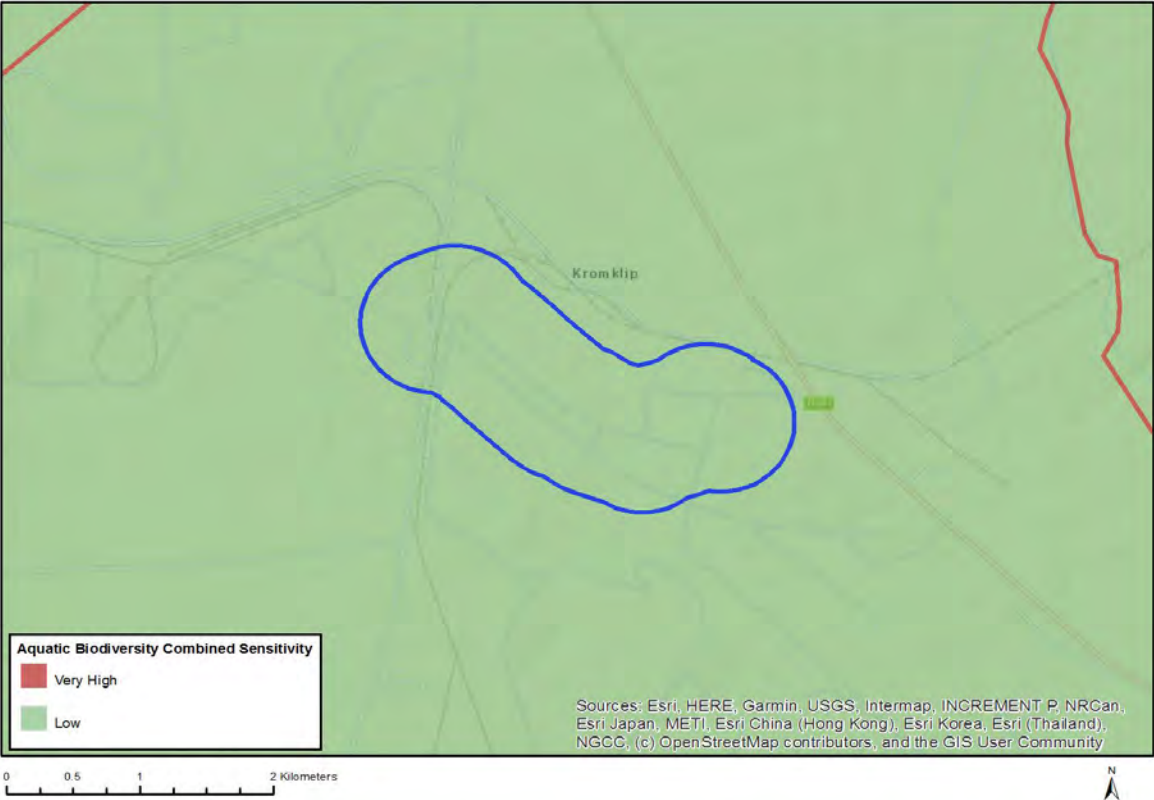 Kromklip
Aquatic Biodiversity Combined Sensitivity
Very High
Low
Sources: Esri, HERE, Garmin, USGS, Intermap, INCREMENT P, NRCan,
Esri Japan, METI, Esri China (Hong Kong), Esri Korea, Esri (Thailand),
NGCC, (c) OpenStreetMap contributors, and the GIS User Community
0 0.5 1 2 Kilometers
N